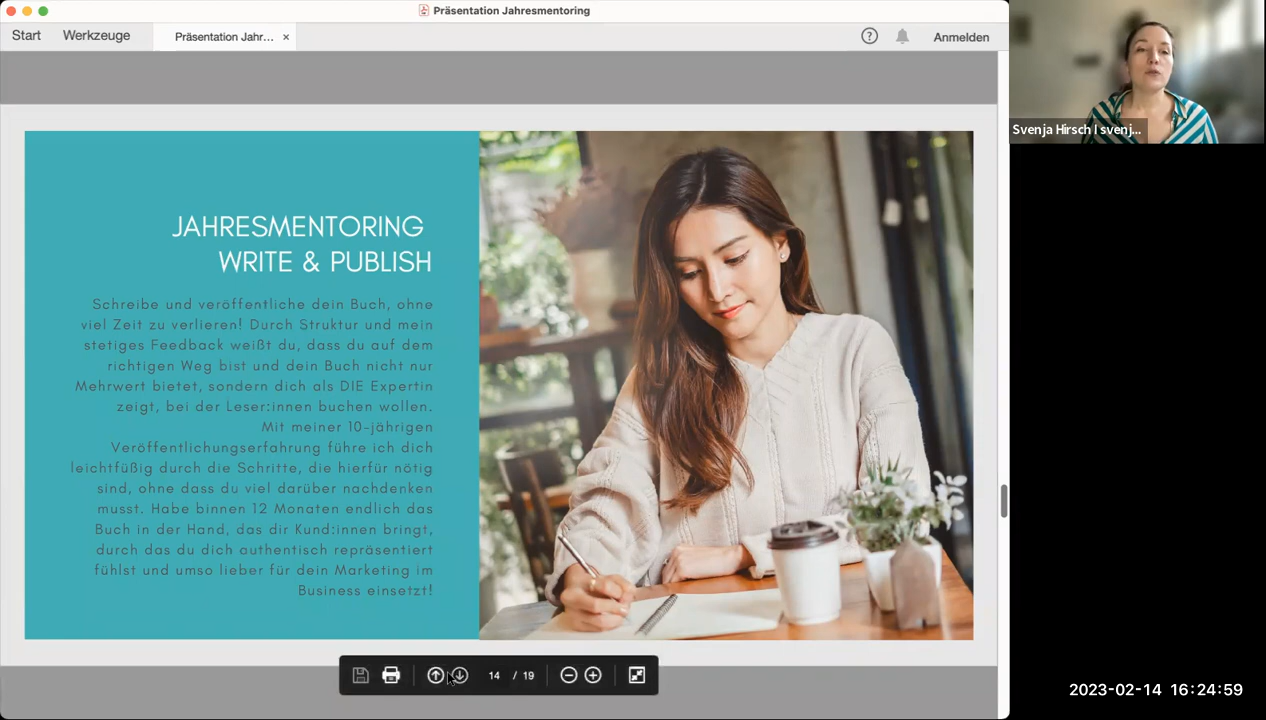 Präsentation Jahresmentoring
Start
Werkzeuge
Präsentation Jahr... ×
Anmelden
Svenja Hirsch I svenj...
JAHRESMENTORING
WRITE & PUBLISH
Schreibe und veröffentliche dein Buch, ohne
viel Zeit zu verlieren! Durch Struktur und mein
stetiges Feedback weißt du, dass du auf dem
richtigen Weg bist und dein Buch nicht nur
Mehrwert bietet, sondern dich als DIE Expertin
zeigt, bei der Leser:innen buchen wollen.
Mit meiner 10-jährigen
Veröffentlichungserfahrung führe ich dich
leichtfüßig durch die Schritte, die hierfür nötig
sind, ohne dass du viel darüber nachdenken
musst. Habe binnen 12 Monaten endlich das
Buch in der Hand, das dir Kund:innen bringt,
durch das du dich authentisch repräsentiert
fühlst und umso lieber für dein Marketing im
Business einsetzt!
14 / 19
2023-02-14 16:24:59